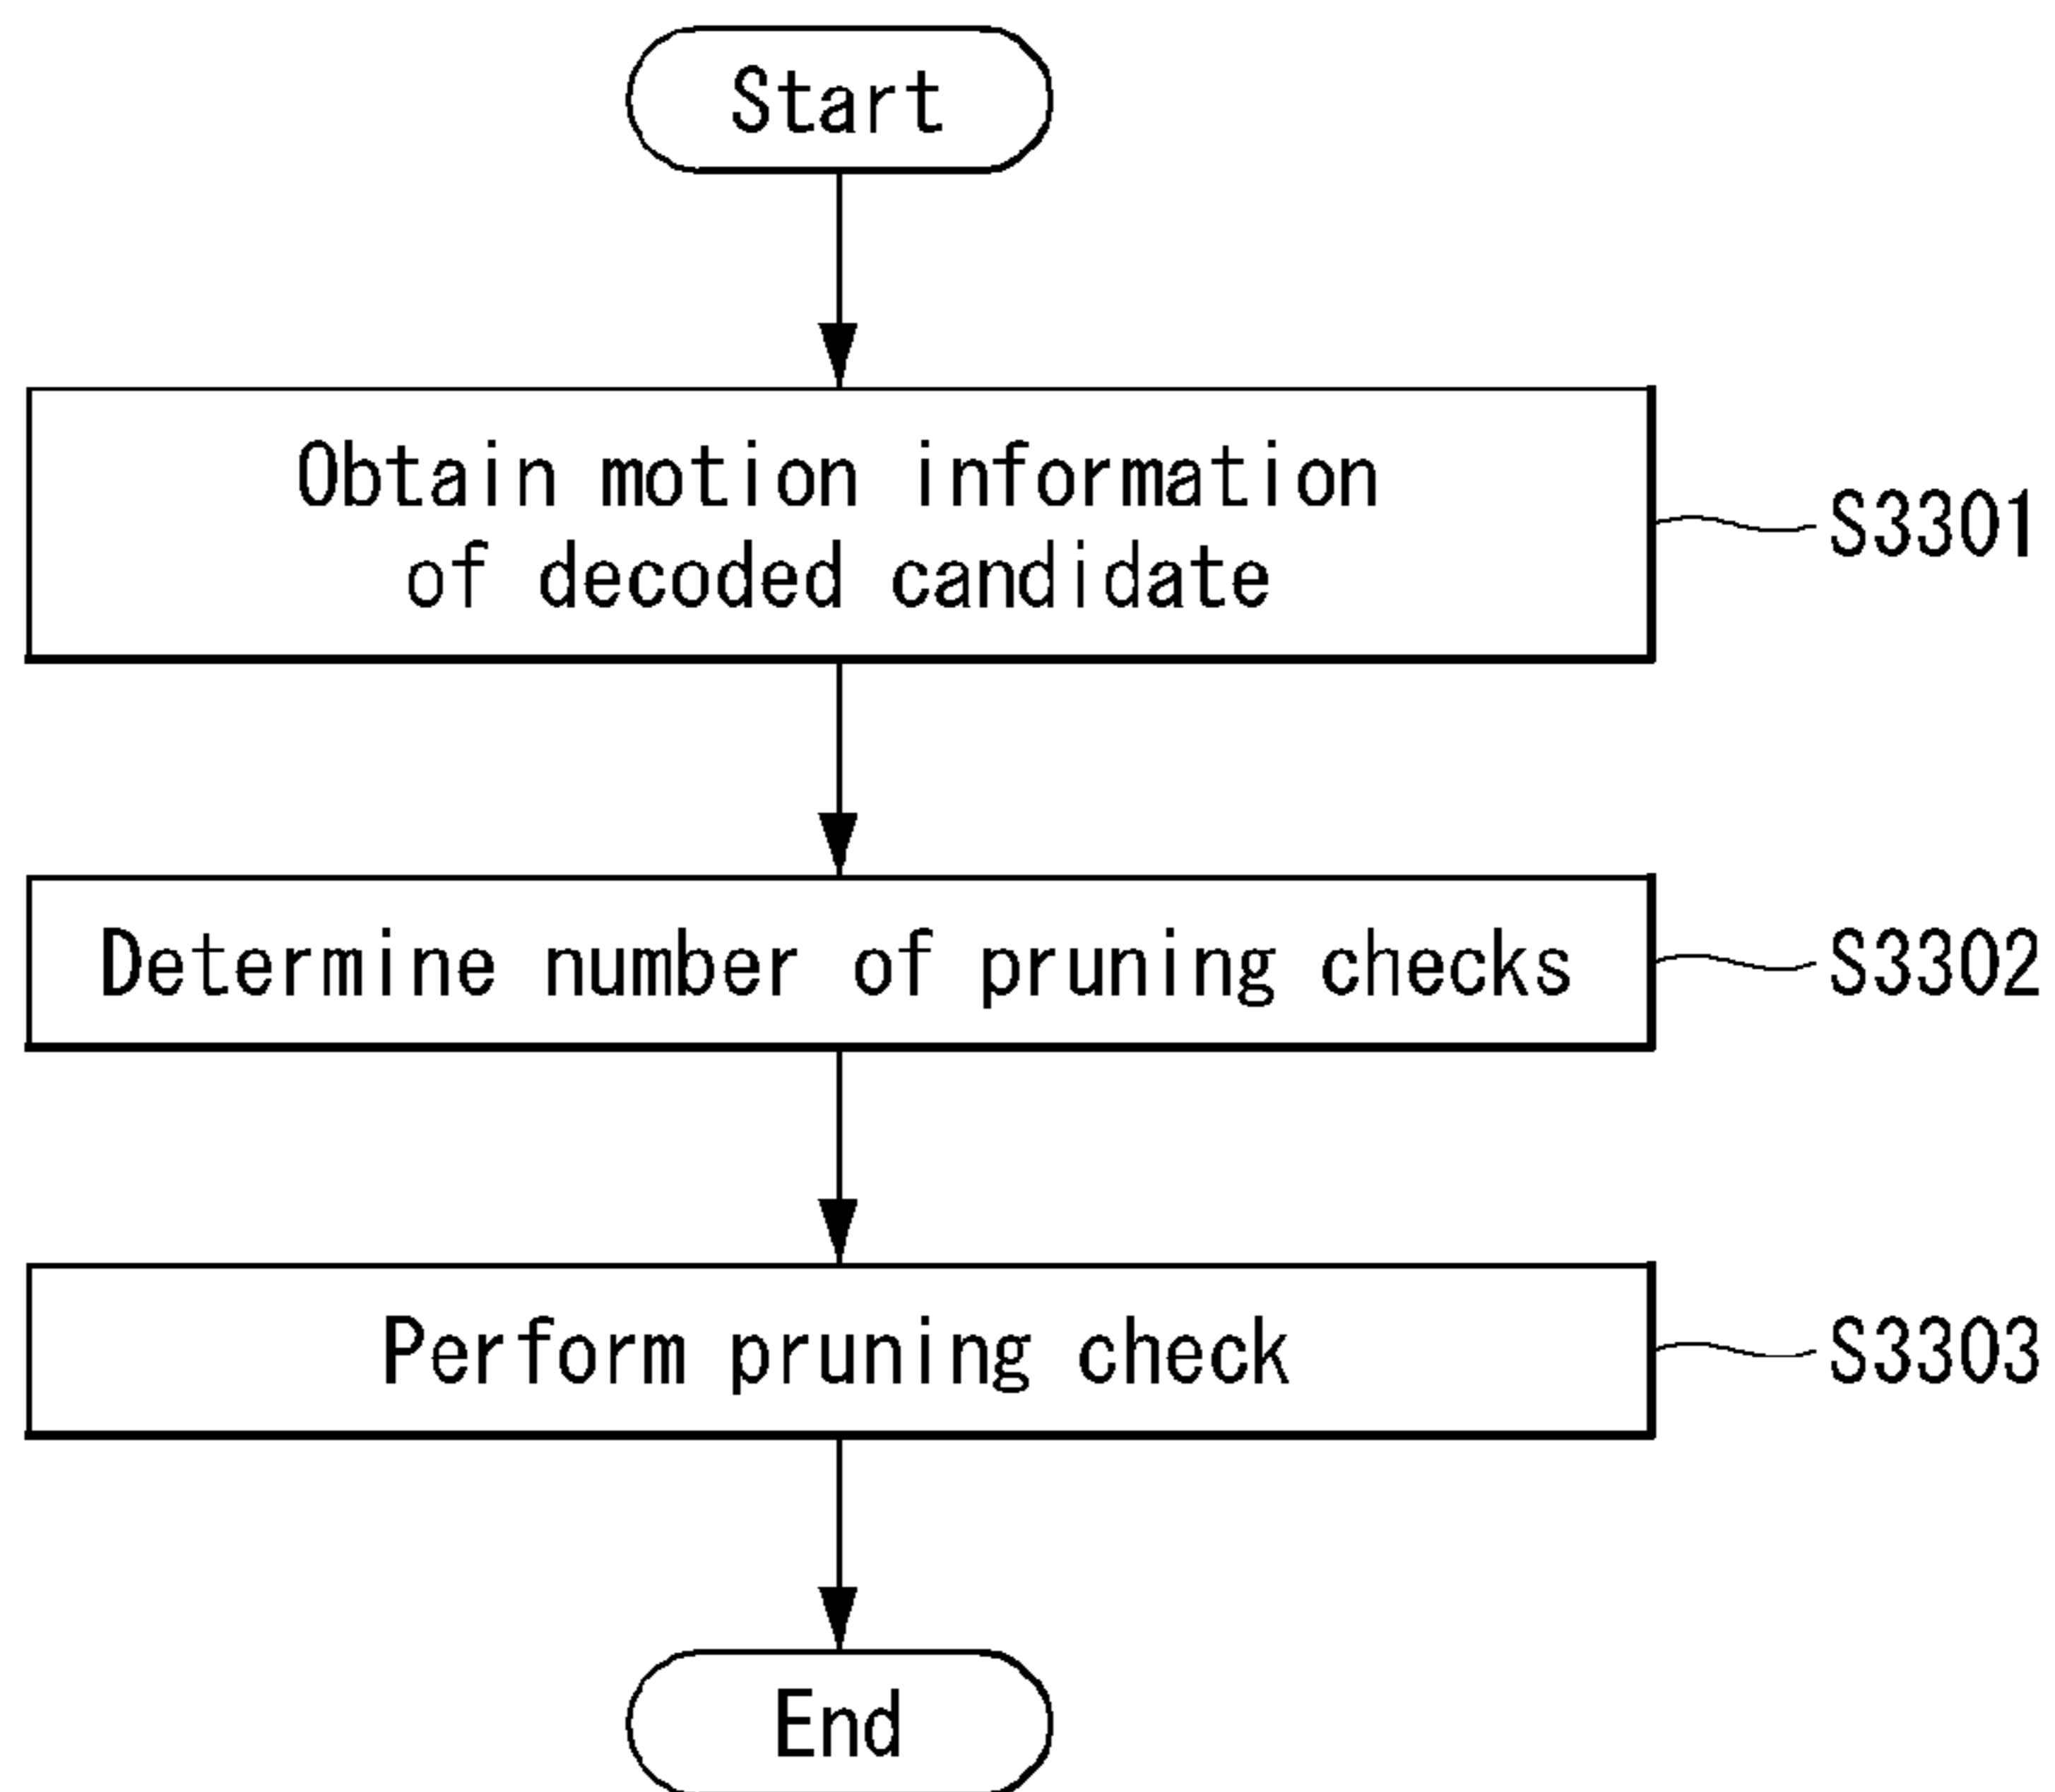 Start
Obtain motion information
of decoded candidate
S3301
Determine number of pruning checks
S3302
Perform pruning check
S3303
End